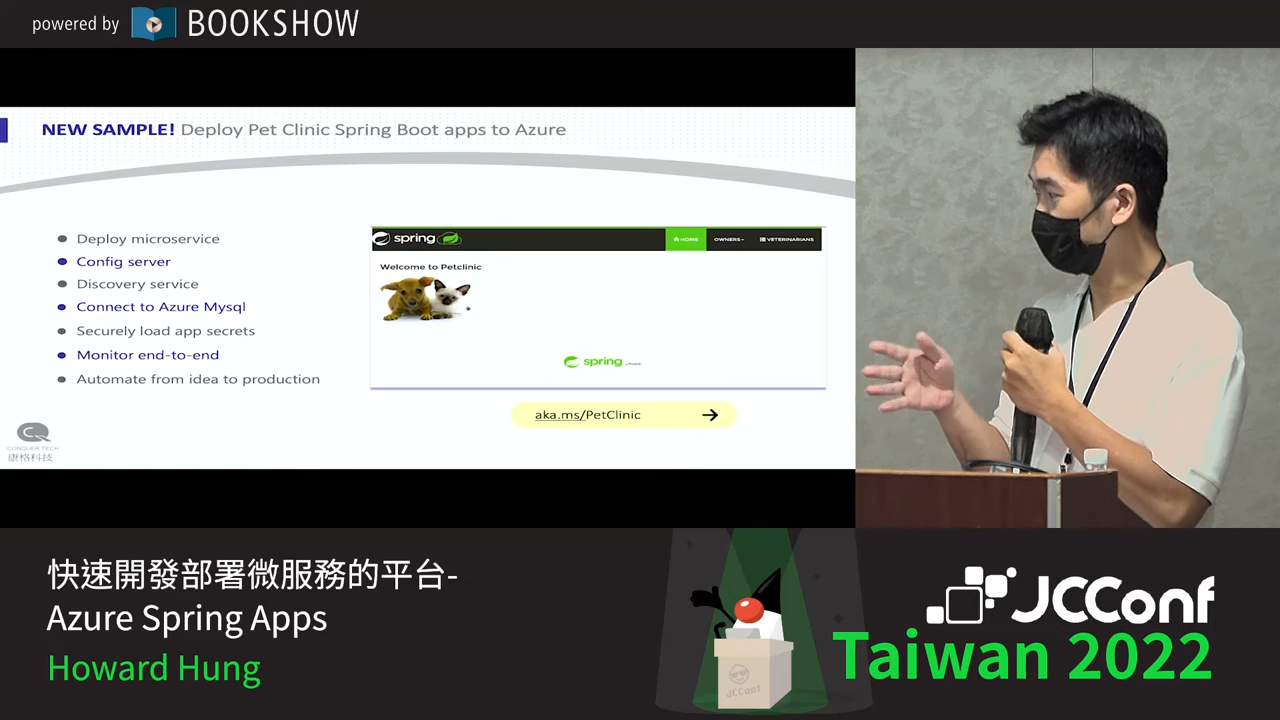 powered by BOOKSHOW
NEW SAMPLE! Deploy Pet Clinic Spring Boot apps to Azure
Deploy microservice
Config server
Discovery service
Connect to Azure Mysql
Securely load app secrets
Monitor end-to-end
Automate from idea to production
spring
HOME
OWNERS
VETERINARIANS
Welcome to Petclinic
spring
aka.ms/PetClinic
CONQUER TECH
康格科技
快速開發部署微服務的平台-
Azure Spring Apps
Howard Hung
JCConf
JCConf
Taiwan 2022